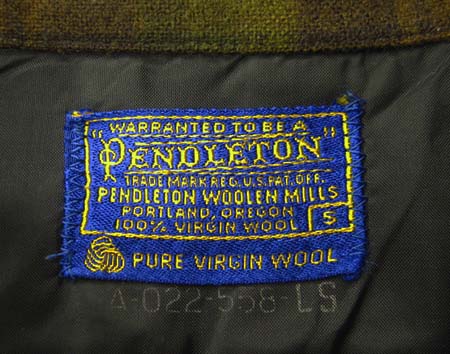 WARRANTED TO BE A
"PENDLETON"
TRADE MARK REG. U.S. PAT. OFF.
PENDLETON WOOLEN MILLS
PORTLAND, OREGON
100% VIRGIN WOOL S
PURE VIRGIN WOOL
A-022-558-LS